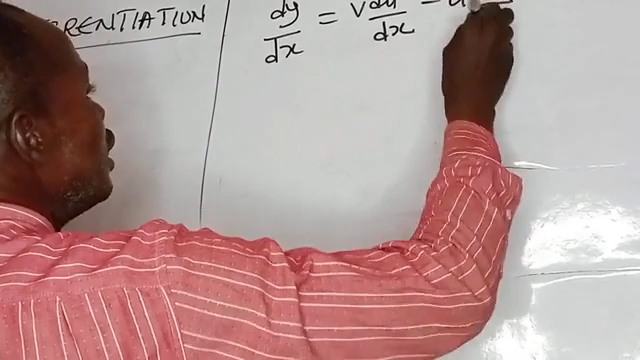 RENTIATION
dy/dx = v du/dx - u